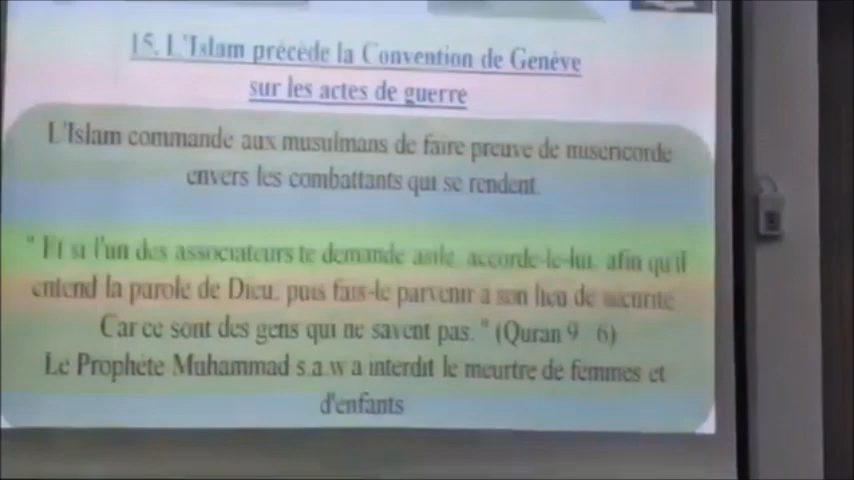 15. L'Islam précède la Convention de Genève
sur les actes de guerre
L'Islam commande aux musulmans de faire preuve de miséricorde
envers les combattants qui se rendent.
" Et si l'un des associateurs te demande asile, accorde-le-lui, afin qu'il
entend la parole de Dieu, puis fais-le parvenir à son lieu de sécurité.
Car ce sont des gens qui ne savent pas. " (Quran 9 6)
Le Prophète Muhammad s.a.w a interdit le meurtre de femmes et
d'enfants